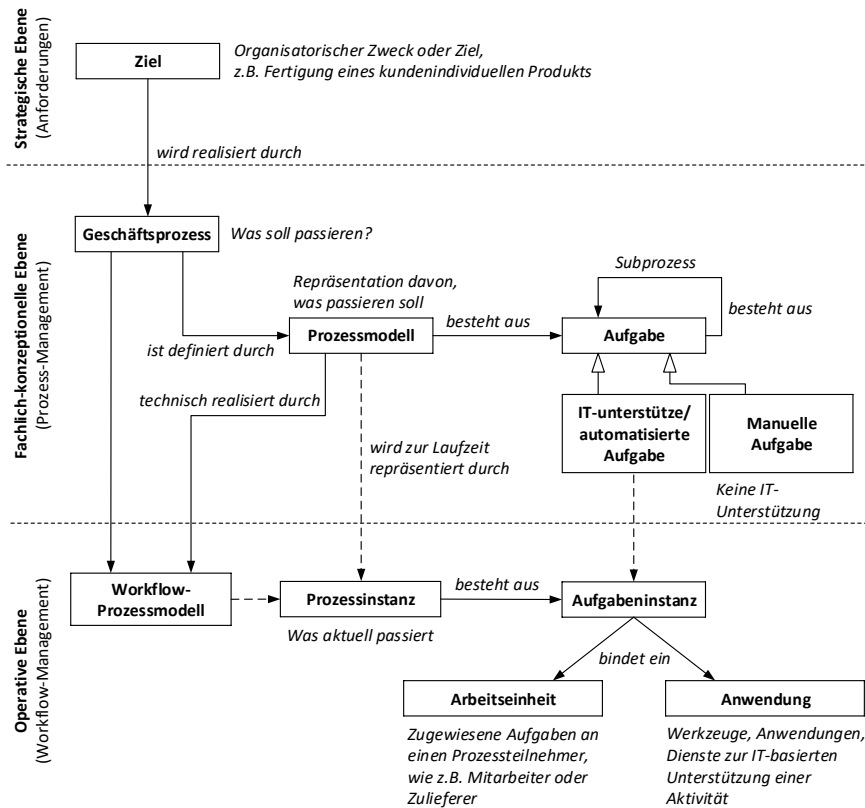 Strategische Ebene
(Anforderungen)
Ziel
Organisatorischer Zweck oder Ziel,
z.B. Fertigung eines kundenindividuellen Produkts
wird realisiert durch
Fachlich-konzeptionelle Ebene
(Prozess-Management)
Geschäftsprozess
Was soll passieren?
Repräsentation davon,
was passieren soll
Subprozess
besteht aus
Prozessmodell
besteht aus
Aufgabe
ist definiert durch
technisch realisiert durch
IT-unterstütze/
automatisierte
Aufgabe
Manuelle
Aufgabe
wird zur Laufzeit
repräsentiert durch
Keine IT-
Unterstützung
Operative Ebene
(Workflow-Management)
Workflow-
Prozessmodell
Prozessinstanz
besteht aus
Aufgabeninstanz
Was aktuell passiert
bindet ein
Arbeitseinheit
Anwendung
Zugewiesene Aufgaben an
einen Prozessteilnehmer,
wie z.B. Mitarbeiter oder
Zulieferer
Werkzeuge, Anwendungen,
Dienste zur IT-basierten
Unterstützung einer
Aktivität